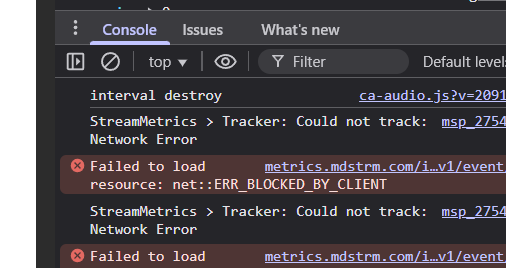 Console Issues What's new
top Filter Default levels
interval destroy ca-audio.js?v=2091
StreamMetrics > Tracker: Could not track: msp_2754
Network Error
Failed to load metrics.mdstrm.com/i…v1/event
resource: net::ERR_BLOCKED_BY_CLIENT
StreamMetrics > Tracker: Could not track: msp_2754
Network Error
Failed to load metrics.mdstrm.com/i…v1/event